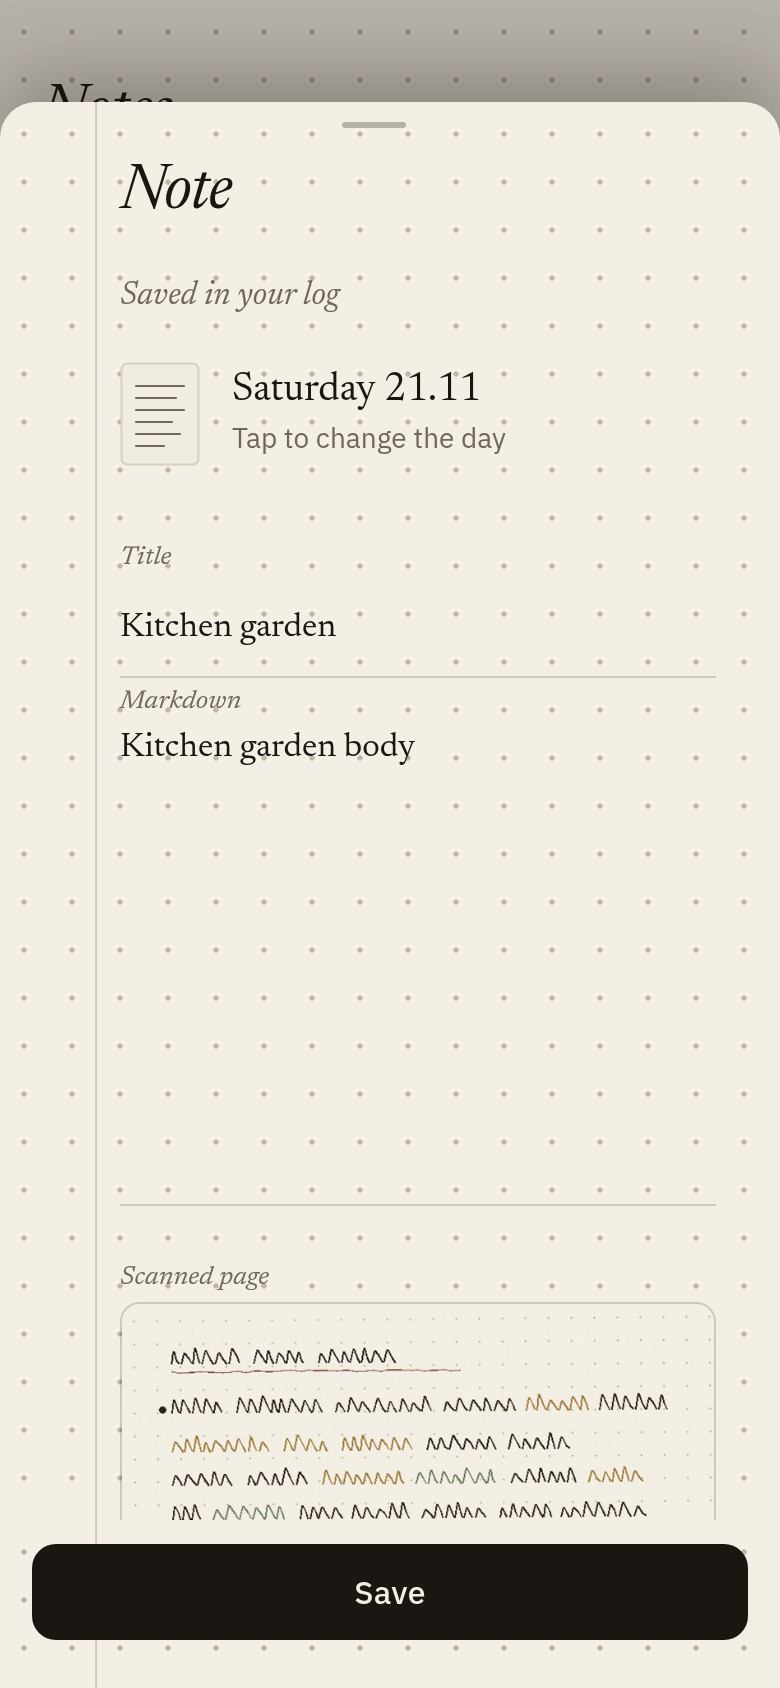 Note
Saved in your log
Saturday 21.11
Tap to change the day
Title
Kitchen garden
Markdown
Kitchen garden body
Scanned page
Save